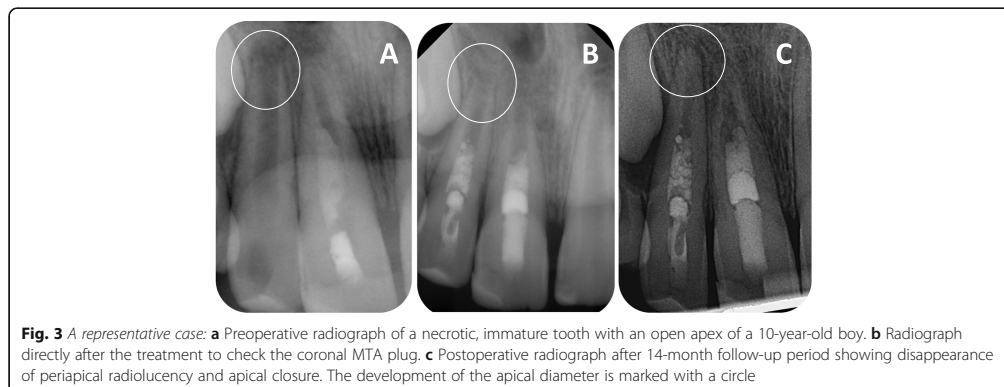 A
B
C
Fig. 3 A representative case: a Preoperative radiograph of a necrotic, immature tooth with an open apex of a 10-year-old boy. b Radiograph
directly after the treatment to check the coronal MTA plug. c Postoperative radiograph after 14-month follow-up period showing disappearance
of periapical radiolucency and apical closure. The development of the apical diameter is marked with a circle